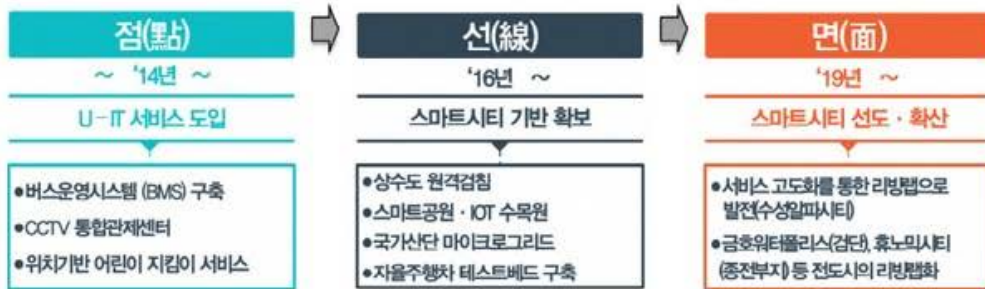 점(點)
~ '14년 ~
U-IT 서비스 도입
●버스운영시스템 (BMS) 구축
●CCTV 통합관제센터
●위치기반 어린이 지킴이 서비스
선(線)
'16년 ~
스마트시티 기반 확보
●상수도 원격검침
●스마트공원 · IOT 수목원
●국가산단 마이크로그리드
●자율주행차 테스트베드 구축
면(面)
'19년 ~
스마트시티 선도 · 확산
●서비스 고도화를 통한 리빙랩으로
발전(수성알파시티)
●금호워터폴리스(검단), 휴노믹시티
(종전부지) 등 전도시의 리빙랩화